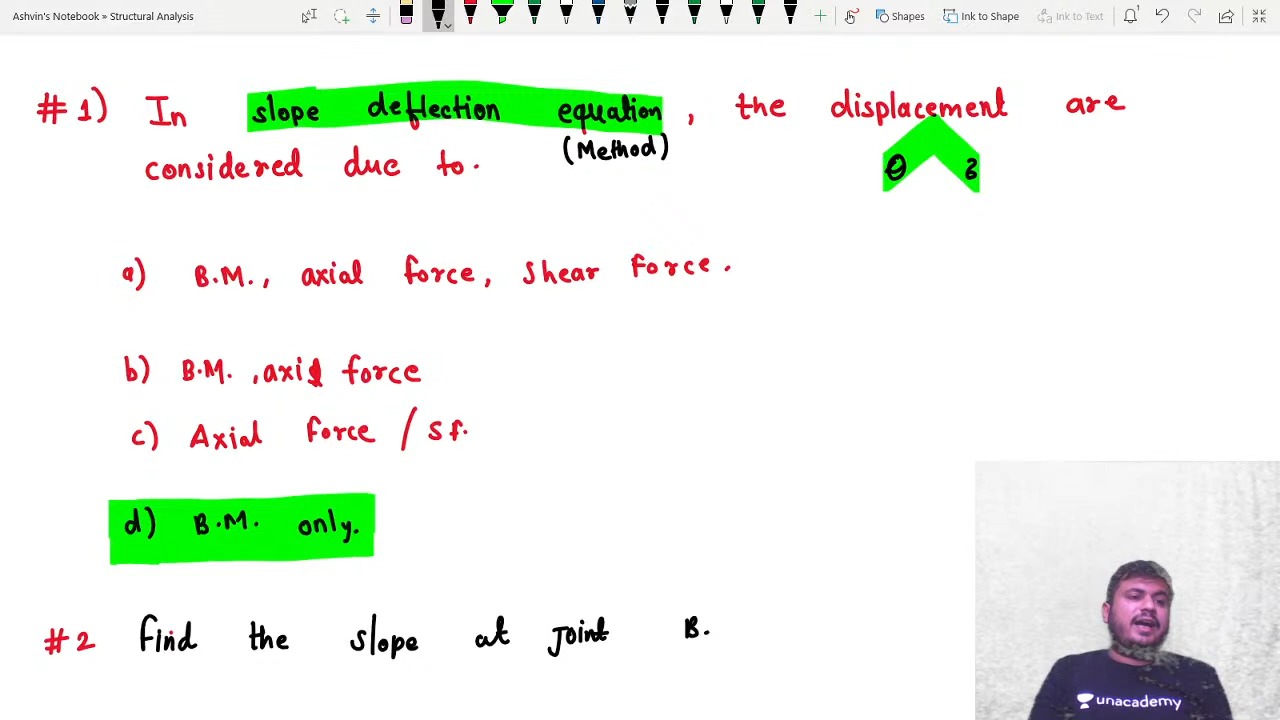 Ashvin's Notebook » Structural Analysis
Shapes Ink to Shape Ink to Text
# 1) In slope deflection equation, the displacement are
(Method)
θ
considered due to.
a) B.M., axial force, shear force.
b) B.M., axial force
c) Axial force / Sf.
d) B.M. only.
#2 find the slope at joint B.
unacademy